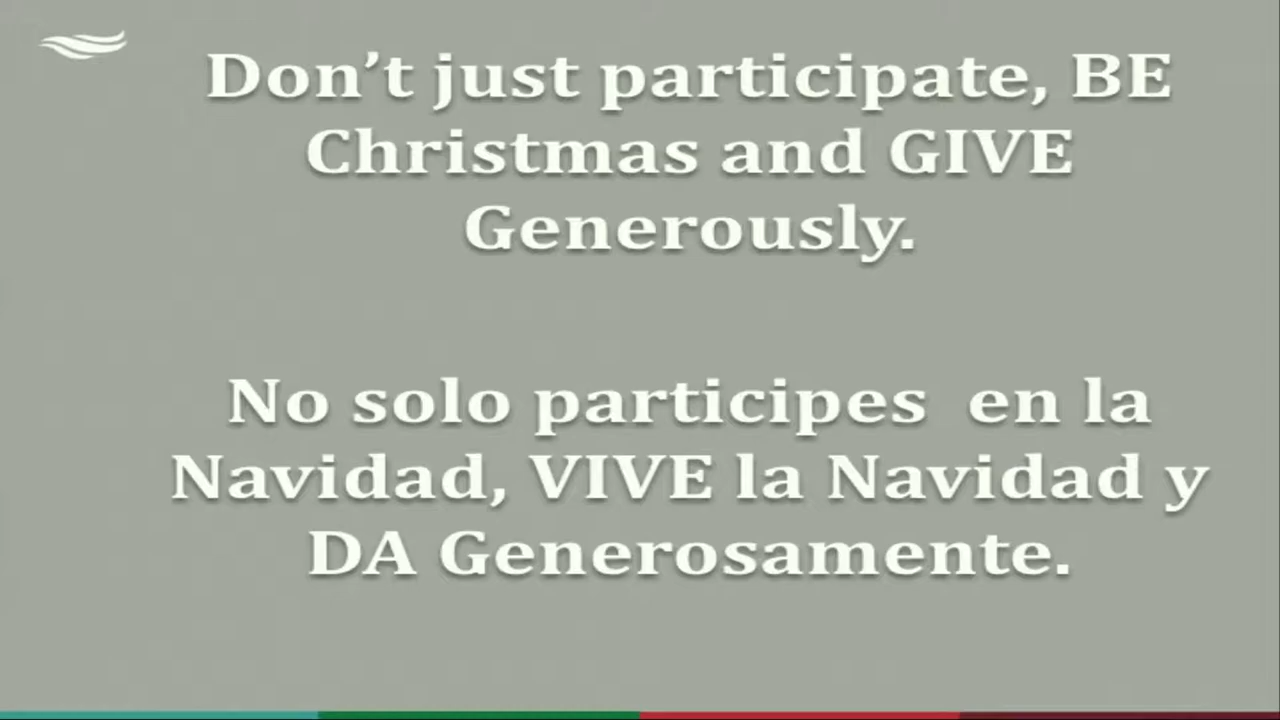 Don’t just participate, BE
Christmas and GIVE
Generously.
No solo participes  en la
Navidad, VIVE la Navidad y
DA Generosamente.